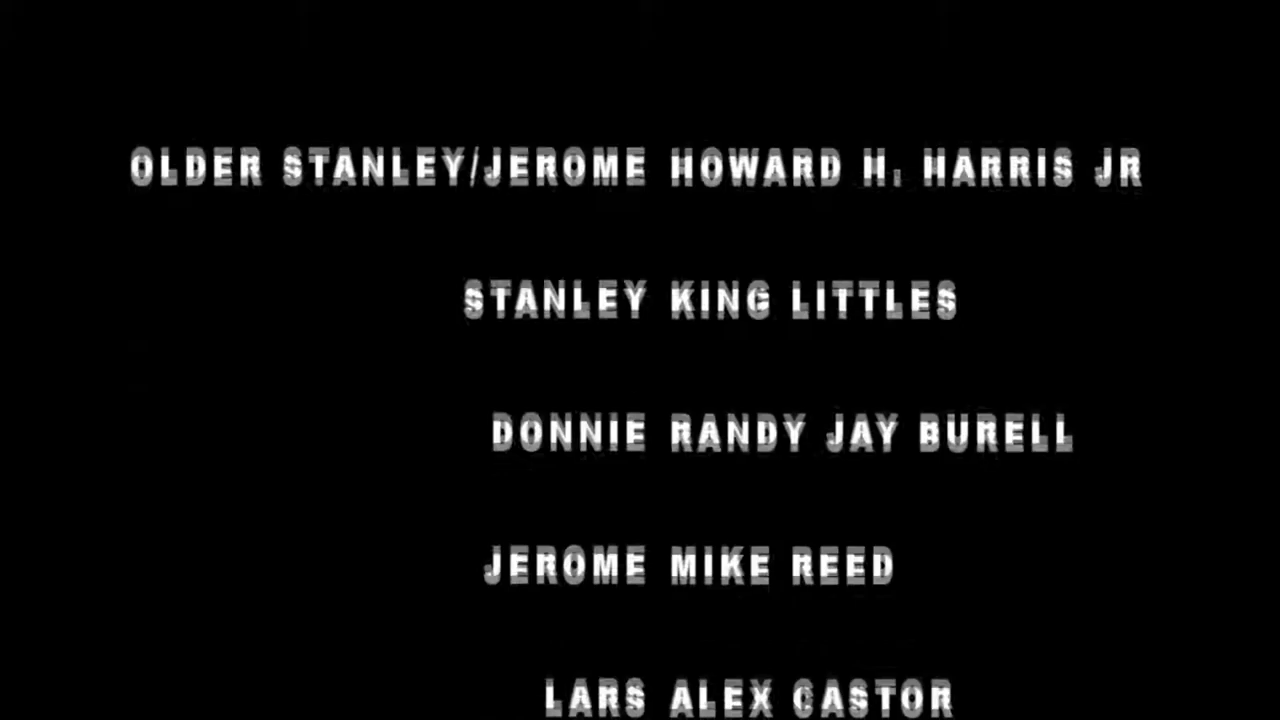 OLDER STANLEY/JEROME HOWARD H. HARRIS JR
STANLEY KING LITTLES
DONNIE RANDY JAY BURELL
JEROME MIKE REED
LARS ALEX CASTOR